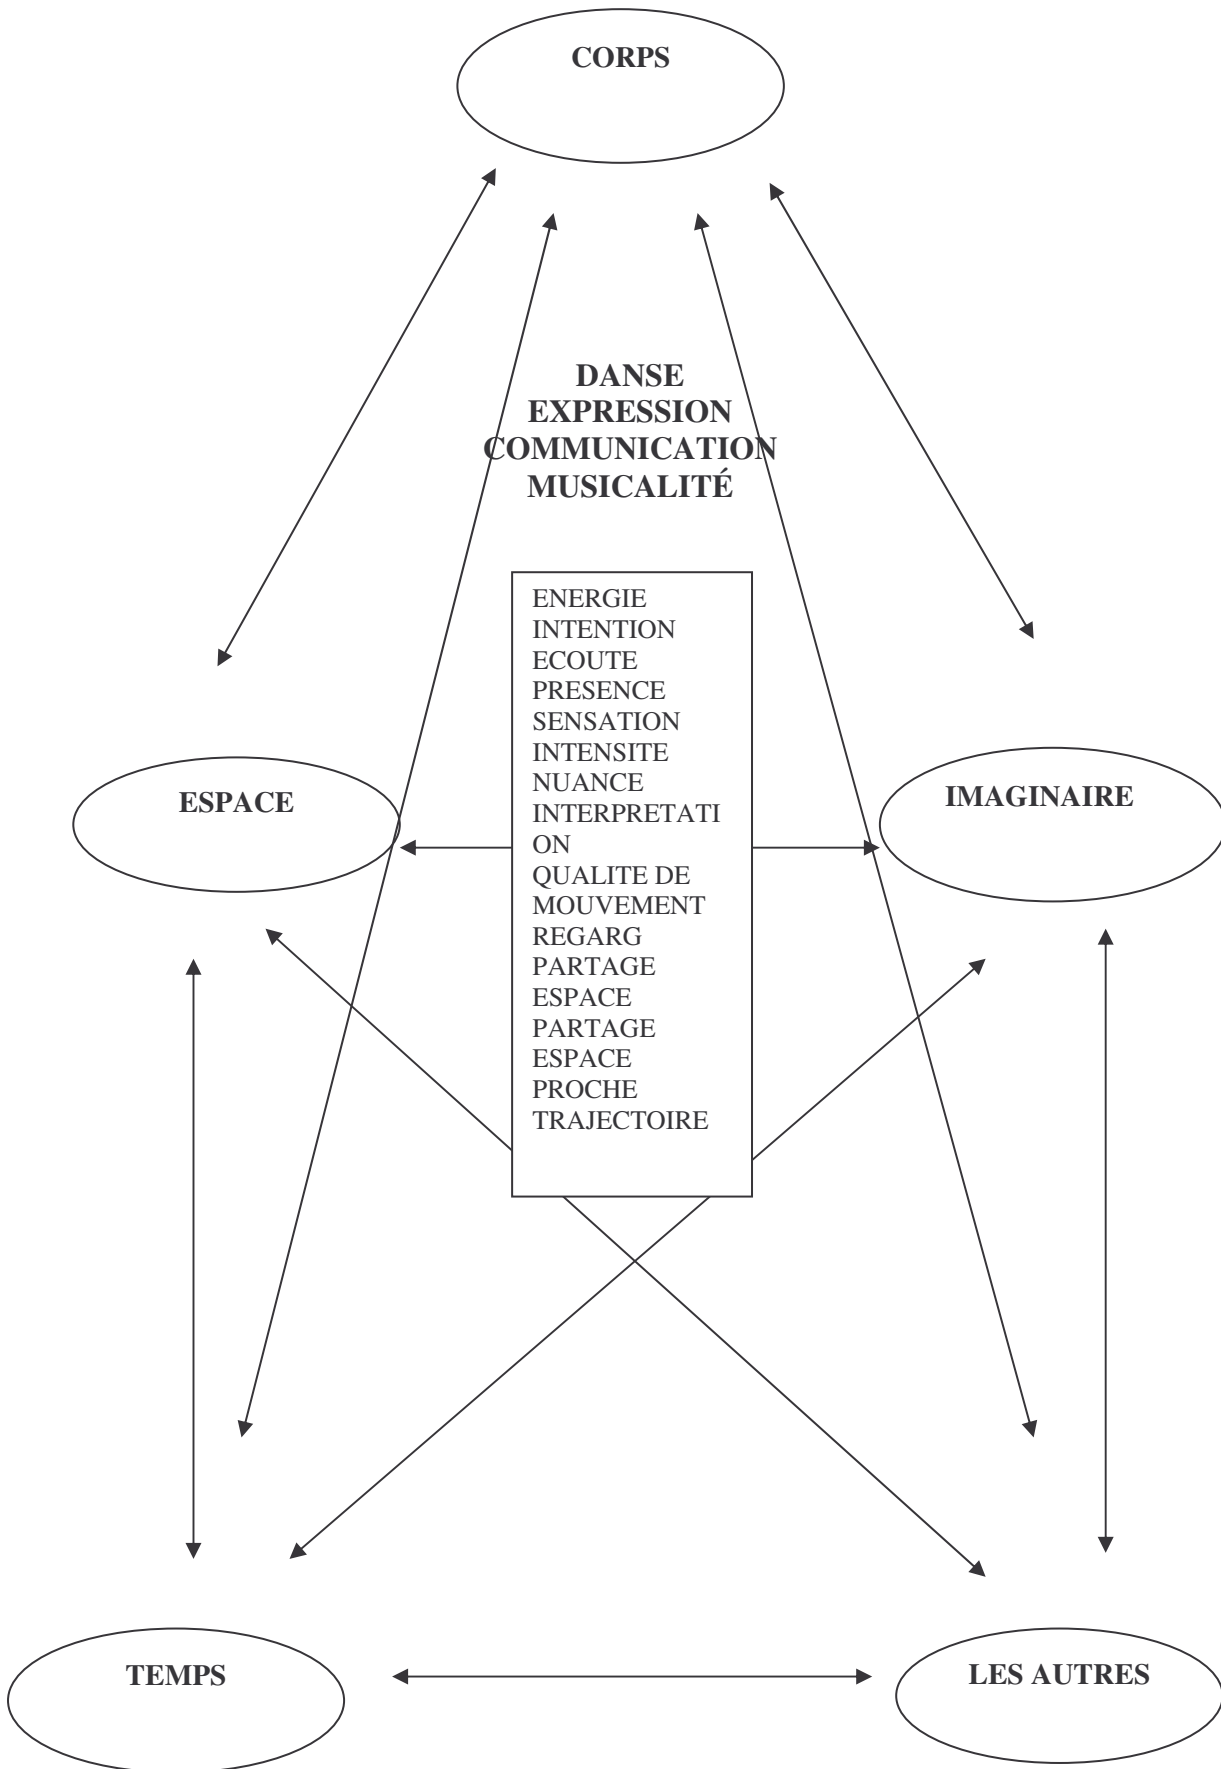 CORPS
DANSE
EXPRESSION
COMMUNICATION
MUSICALITÉ
ENERGIE
INTENTION
ECOUTE
PRESENCE
SENSATION
INTENSITE
NUANCE
INTERPRETATI
ON
QUALITE DE
MOUVEMENT
REGARG
PARTAGE
ESPACE
PARTAGE
ESPACE
PROCHE
TRAJECTOIRE
ESPACE
IMAGINAIRE
TEMPS
LES AUTRES